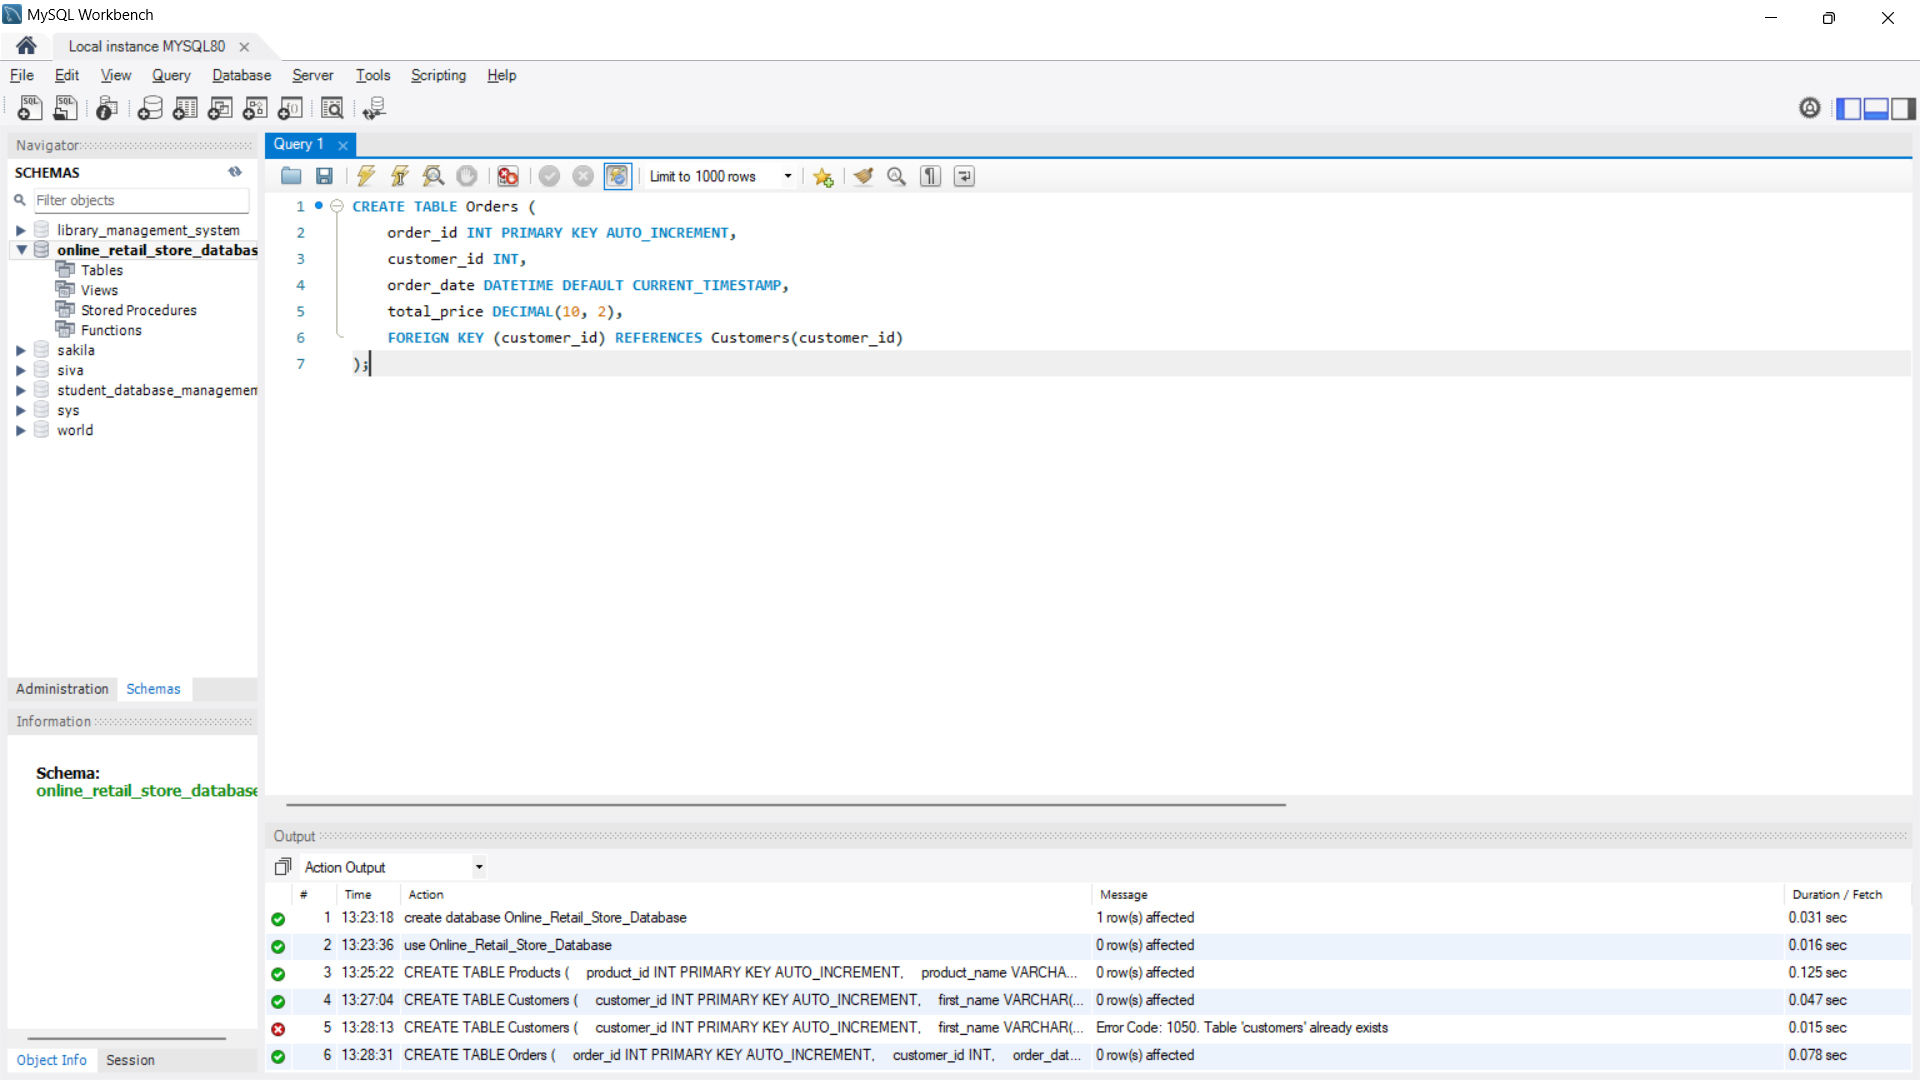 MySQL Workbench
Local instance MYSQL80
File Edit View Query Database Server Tools Scripting Help
Navigator
SCHEMAS
Filter objects
library_management_system
online_retail_store_databas
Tables
Views
Stored Procedures
Functions
sakila
siva
student_database_managemen
sys
world
Administration Schemas
Information
Schema:
online_retail_store_database
Object Info Session
Query 1
Limit to 1000 rows
1 CREATE TABLE Orders (
2 order_id INT PRIMARY KEY AUTO_INCREMENT,
3 customer_id INT,
4 order_date DATETIME DEFAULT CURRENT_TIMESTAMP,
5 total_price DECIMAL(10, 2),
6 FOREIGN KEY (customer_id) REFERENCES Customers(customer_id)
7 );
Output
Action Output
# Time Action Message Duration / Fetch
1 13:23:18 create database Online_Retail_Store_Database 1 row(s) affected 0.031 sec
2 13:23:36 use Online_Retail_Store_Database 0 row(s) affected 0.016 sec
3 13:25:22 CREATE TABLE Products ( product_id INT PRIMARY KEY AUTO_INCREMENT, product_name VARCHA... 0 row(s) affected 0.125 sec
4 13:27:04 CREATE TABLE Customers ( customer_id INT PRIMARY KEY AUTO_INCREMENT, first_name VARCHAR(... 0 row(s) affected 0.047 sec
5 13:28:13 CREATE TABLE Customers ( customer_id INT PRIMARY KEY AUTO_INCREMENT, first_name VARCHAR(... Error Code: 1050. Table 'customers' already exists 0.015 sec
6 13:28:31 CREATE TABLE Orders ( order_id INT PRIMARY KEY AUTO_INCREMENT, customer_id INT, order_dat... 0 row(s) affected 0.078 sec